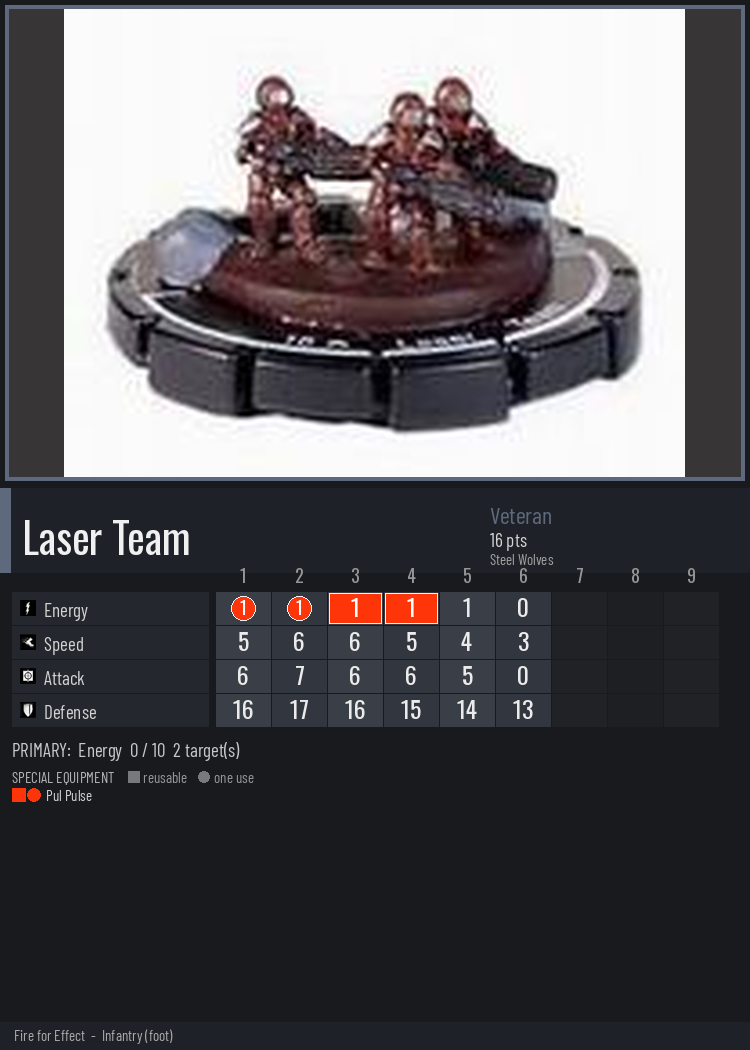 Laser Team
Veteran
16 pts
Steel Wolves
1 2 3 4 5 6 7 8 9
Energy 1 1 1 1 1 0
Speed 5 6 6 5 4 3
Attack 6 7 6 6 5 0
Defense 16 17 16 15 14 13
PRIMARY: Energy 0 / 10 2 target(s)
SPECIAL EQUIPMENT reusable one use
Pul Pulse
Fire for Effect - Infantry (foot)